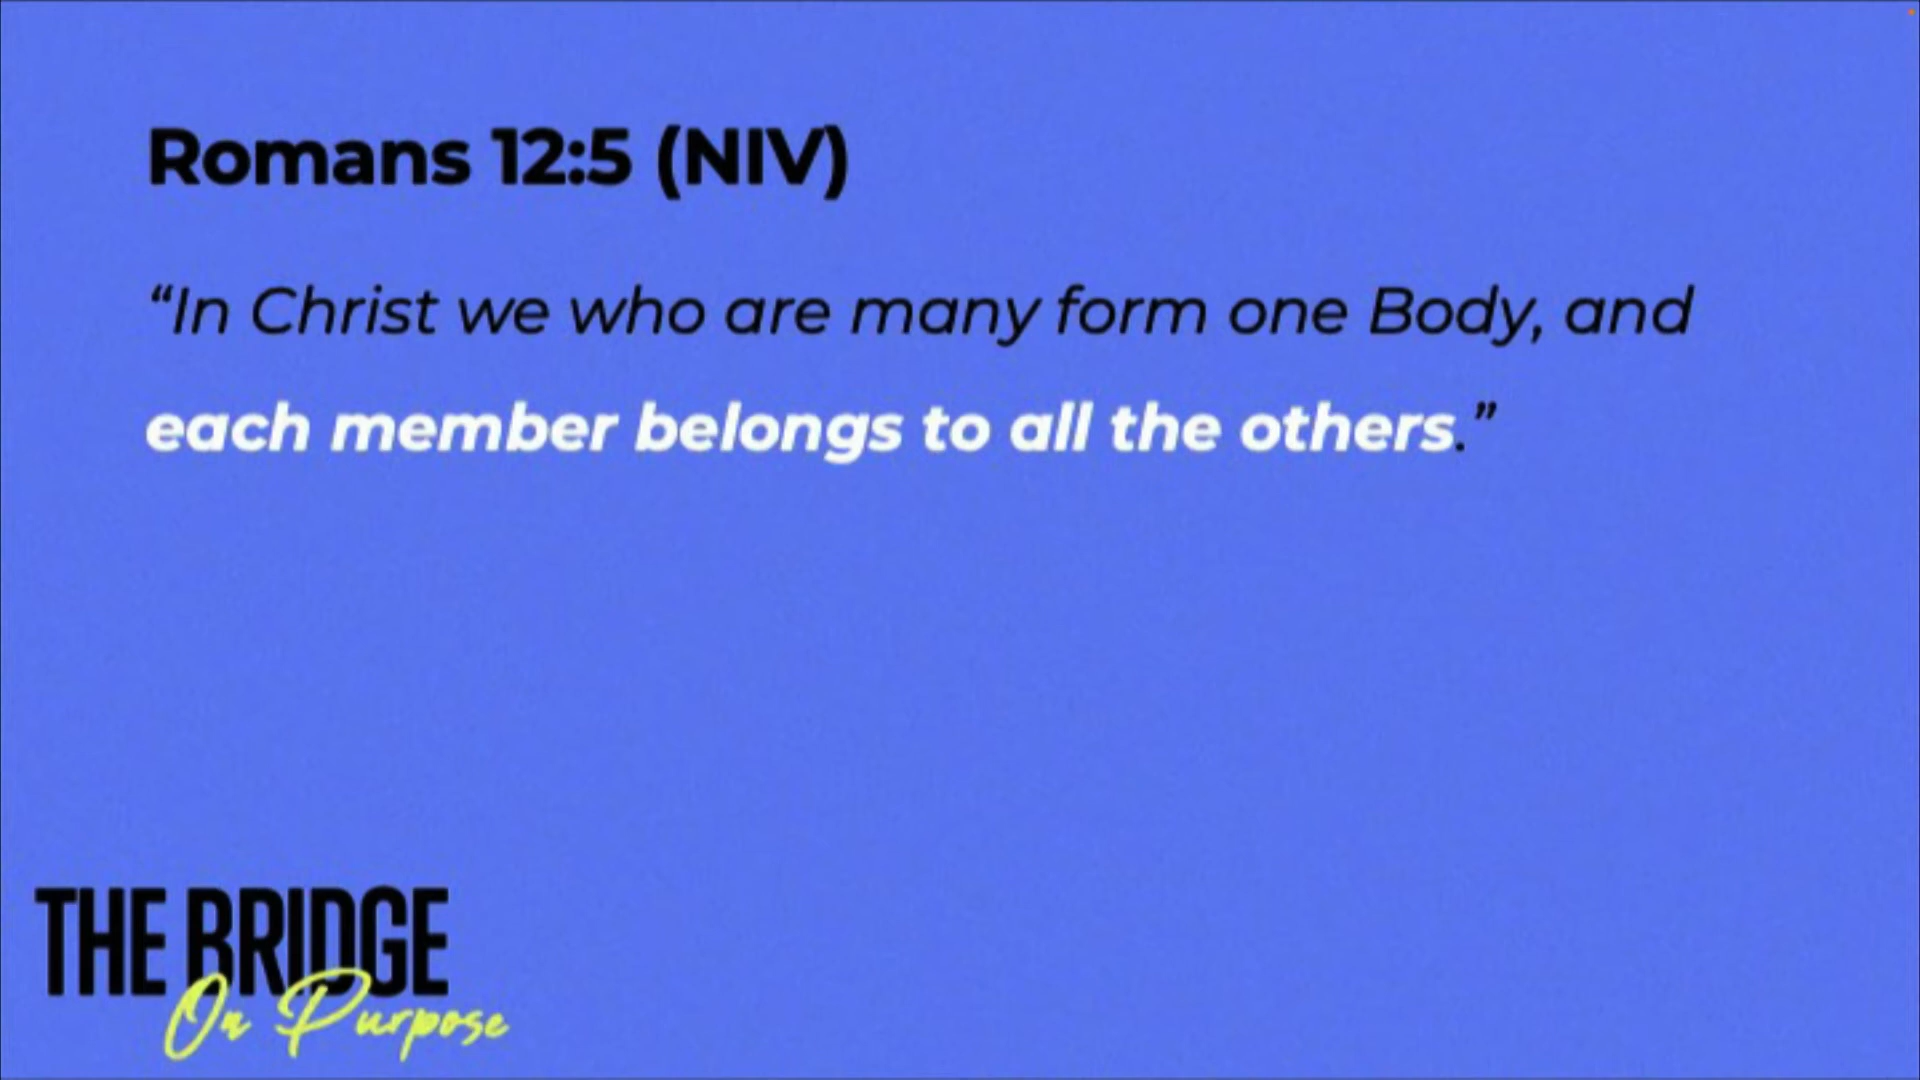 Romans 12:5 (NIV)
“In Christ we who are many form one Body, and
each member belongs to all the others.”
THE BRIDGE
On Purpose